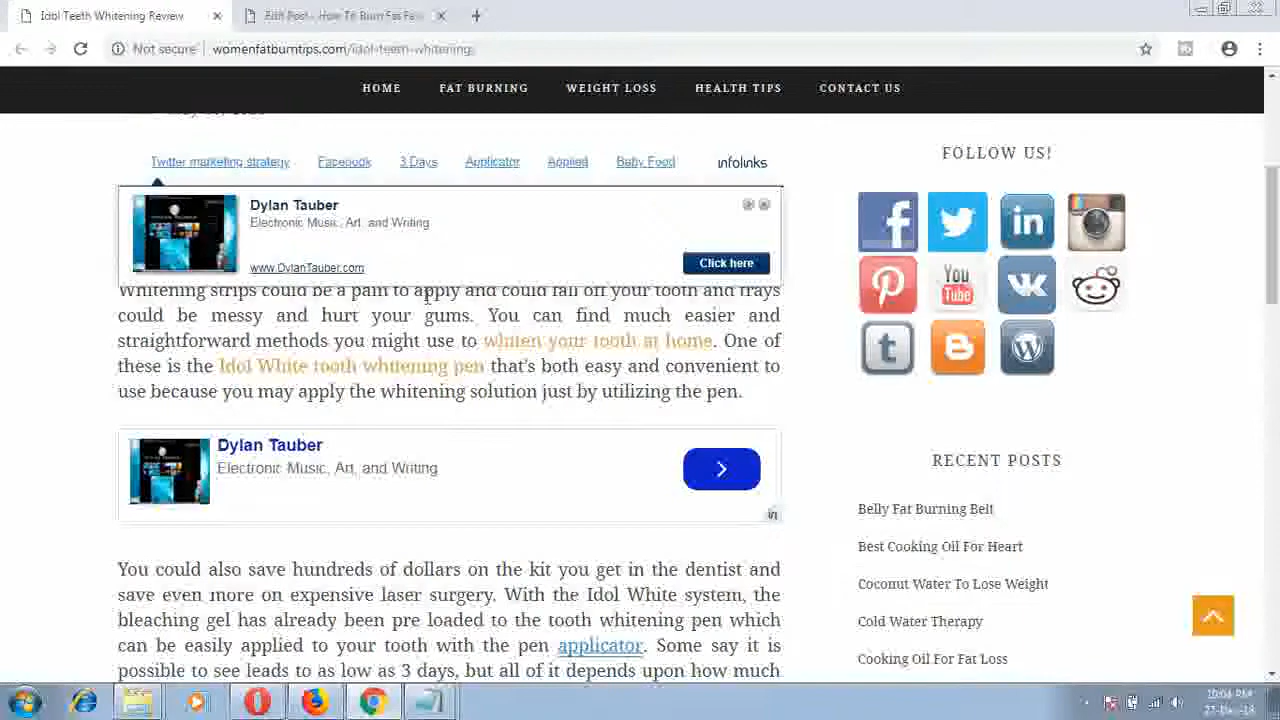 Idol Teeth Whitening Review
Edit Post - How To Burn Fat Fas
Not secure
womenfatburntips.com/idol-teeth-whitening/
HOME
FAT BURNING
WEIGHT LOSS
HEALTH TIPS
CONTACT US
Twitter marketing strategy
Facebook
3 Days
Applicator
Applied
Baby Food
infolinks
Dylan Tauber
Electronic Music, Art, and Writing
www.DylanTauber.com
Click here
Whitening strips could be a pain to apply and could fall off your tooth and trays
could be messy and hurt your gums. You can find much easier and
straightforward methods you might use to whiten your tooth at home. One of
these is the Idol White tooth whitening pen that's both easy and convenient to
use because you may apply the whitening solution just by utilizing the pen.
Dylan Tauber
Electronic Music, Art, and Writing
in
You could also save hundreds of dollars on the kit you get in the dentist and
save even more on expensive laser surgery. With the Idol White system, the
bleaching gel has already been pre loaded to the tooth whitening pen which
can be easily applied to your tooth with the pen applicator. Some say it is
possible to see leads to as low as 3 days, but all of it depends upon how much
FOLLOW US!
f
in
P
You
Tube
t
B
W
RECENT POSTS
Belly Fat Burning Belt
Best Cooking Oil For Heart
Coconut Water To Lose Weight
Cold Water Therapy
Cooking Oil For Fat Loss